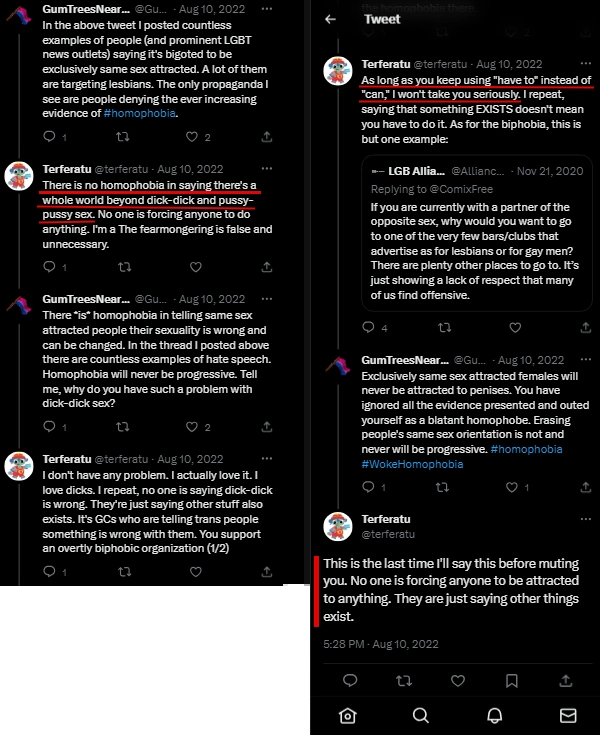 GumTreesNear... @Gu... · Aug 10, 2022 ···
In the above tweet I posted countless
examples of people (and prominent LGBT
news outlets) saying it's bigoted to be
exclusively same sex attracted. A lot of them
are targeting lesbians. The only propaganda I
see are people denying the ever increasing
evidence of #homophobia.
1 2
Terferatu @terferatu · Aug 10, 2022 ···
There is no homophobia in saying there's a
whole world beyond dick-dick and pussy-
pussy sex. No one is forcing anyone to do
anything. I'm a The fearmongering is false and
unnecessary.
1
GumTreesNear... @Gu... · Aug 10, 2022 ···
There *is* homophobia in telling same sex
attracted people their sexuality is wrong and
can be changed. In the thread I posted above
there are countless examples of hate speech.
Homophobia will never be progressive. Tell
me, why do you have such a problem with
dick-dick sex?
1 2
Terferatu @terferatu · Aug 10, 2022 ···
I don't have any problem. I actually love it. I
love dicks. I repeat, no one is saying dick-dick
is wrong. They're just saying other stuff also
exists. It's GCs who are telling trans people
something is wrong with them. You support
an overtly biphobic organization (1/2)
1
Tweet
Terferatu @terferatu · Aug 10, 2022 ···
As long as you keep using "have to" instead of
"can," I won't take you seriously. I repeat,
saying that something EXISTS doesn't mean
you have to do it. As for the biphobia, this is
but one example:
LGB Allia... @Allianc... · Nov 21, 2020
Replying to @ComixFree
If you are currently with a partner of the
opposite sex, why would you want to go
to one of the very few bars/clubs that
advertise as for lesbians or for gay men?
There are plenty other places to go to. It's
just showing a lack of respect that many
of us find offensive.
4
GumTreesNear... @Gu... · Aug 10, 2022 ···
Exclusively same sex attracted females will
never be attracted to penises. You have
ignored all the evidence presented and outed
yourself as a blatant homophobe. Erasing
people's same sex orientation is not and
never will be progressive. #homophobia
#WokeHomophobia
1 1
Terferatu
@terferatu
···
This is the last time I'll say this before muting
you. No one is forcing anyone to be attracted
to anything. They are just saying other things
exist.
5:28 PM · Aug 10, 2022